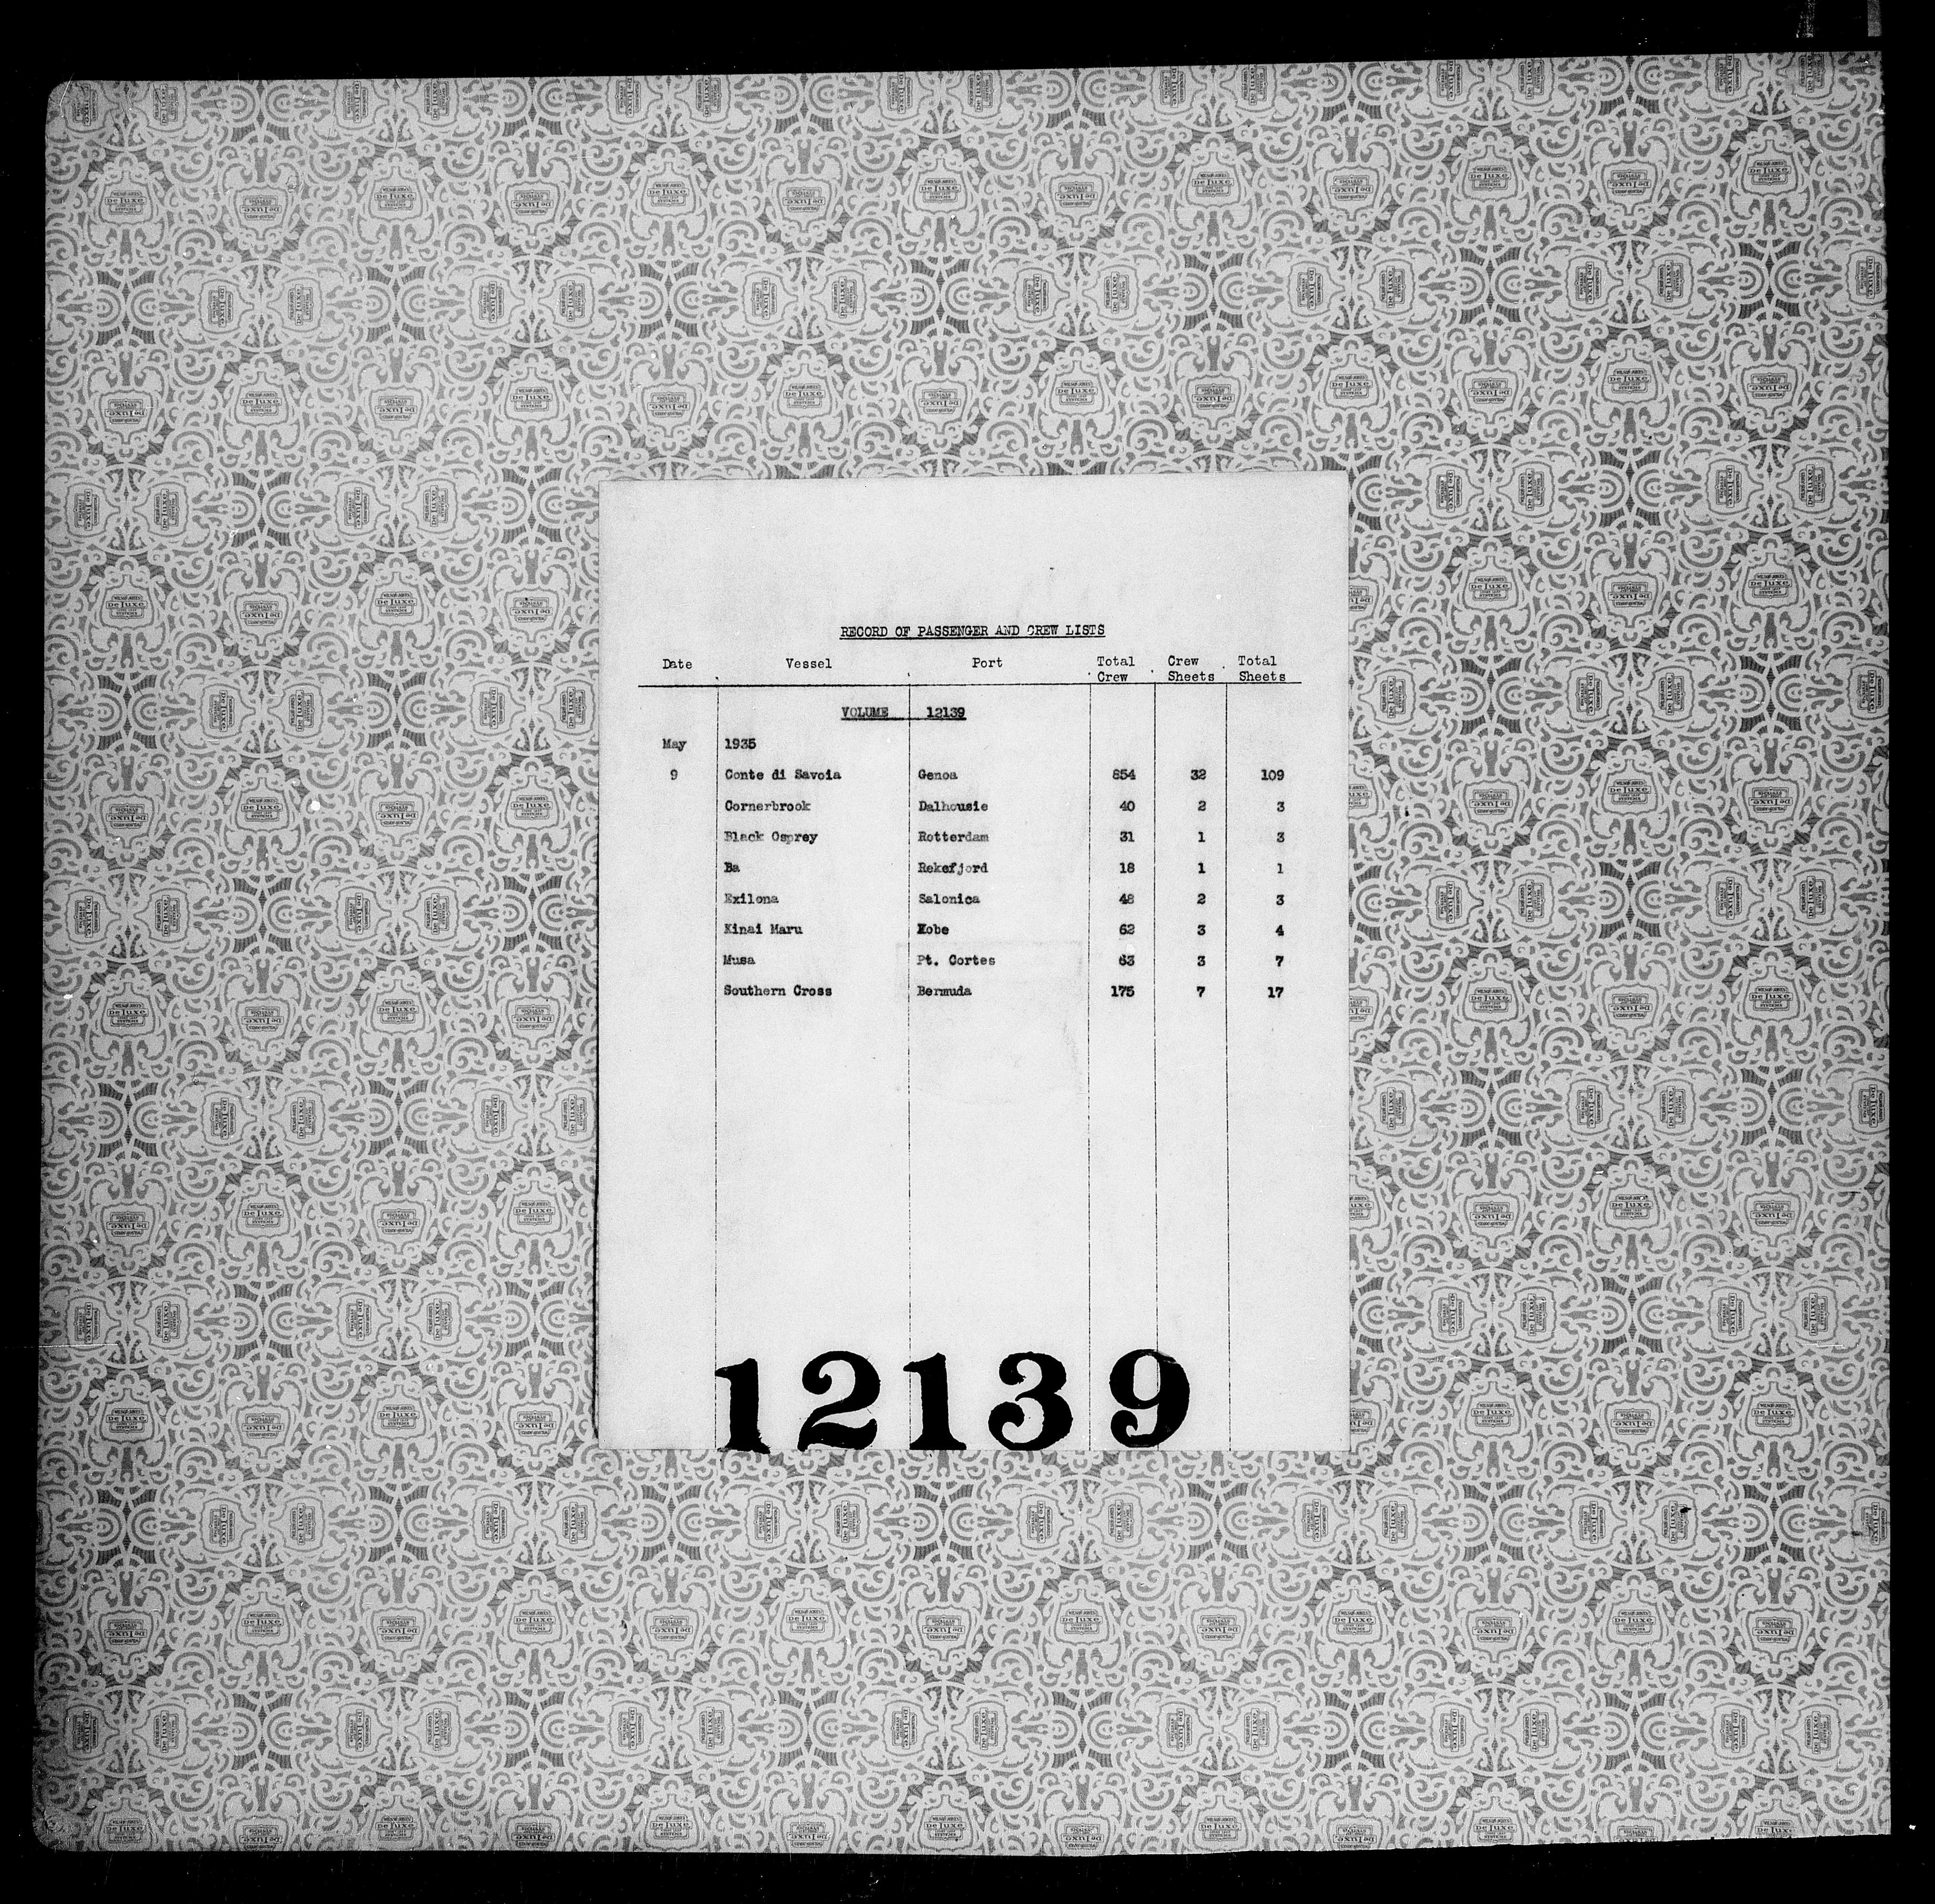 RECORD OF PASSENGER AND CREW LISTS
Date Vessel Port Total Crew Crew Sheets Total Sheets
VOLUME 12139
May 1935
9 Conte di Savoia Genoa 854 32 109
Cornerbrook Dalhousie 40 2 3
Black Osprey Rotterdam 31 1 3
Ba Rekefjord 18 1 1
Exilona Salonica 48 2 3
Kinai Maru Kobe 62 3 4
Musa Pt. Cortes 63 3 7
Southern Cross Bermuda 175 7 17
12139